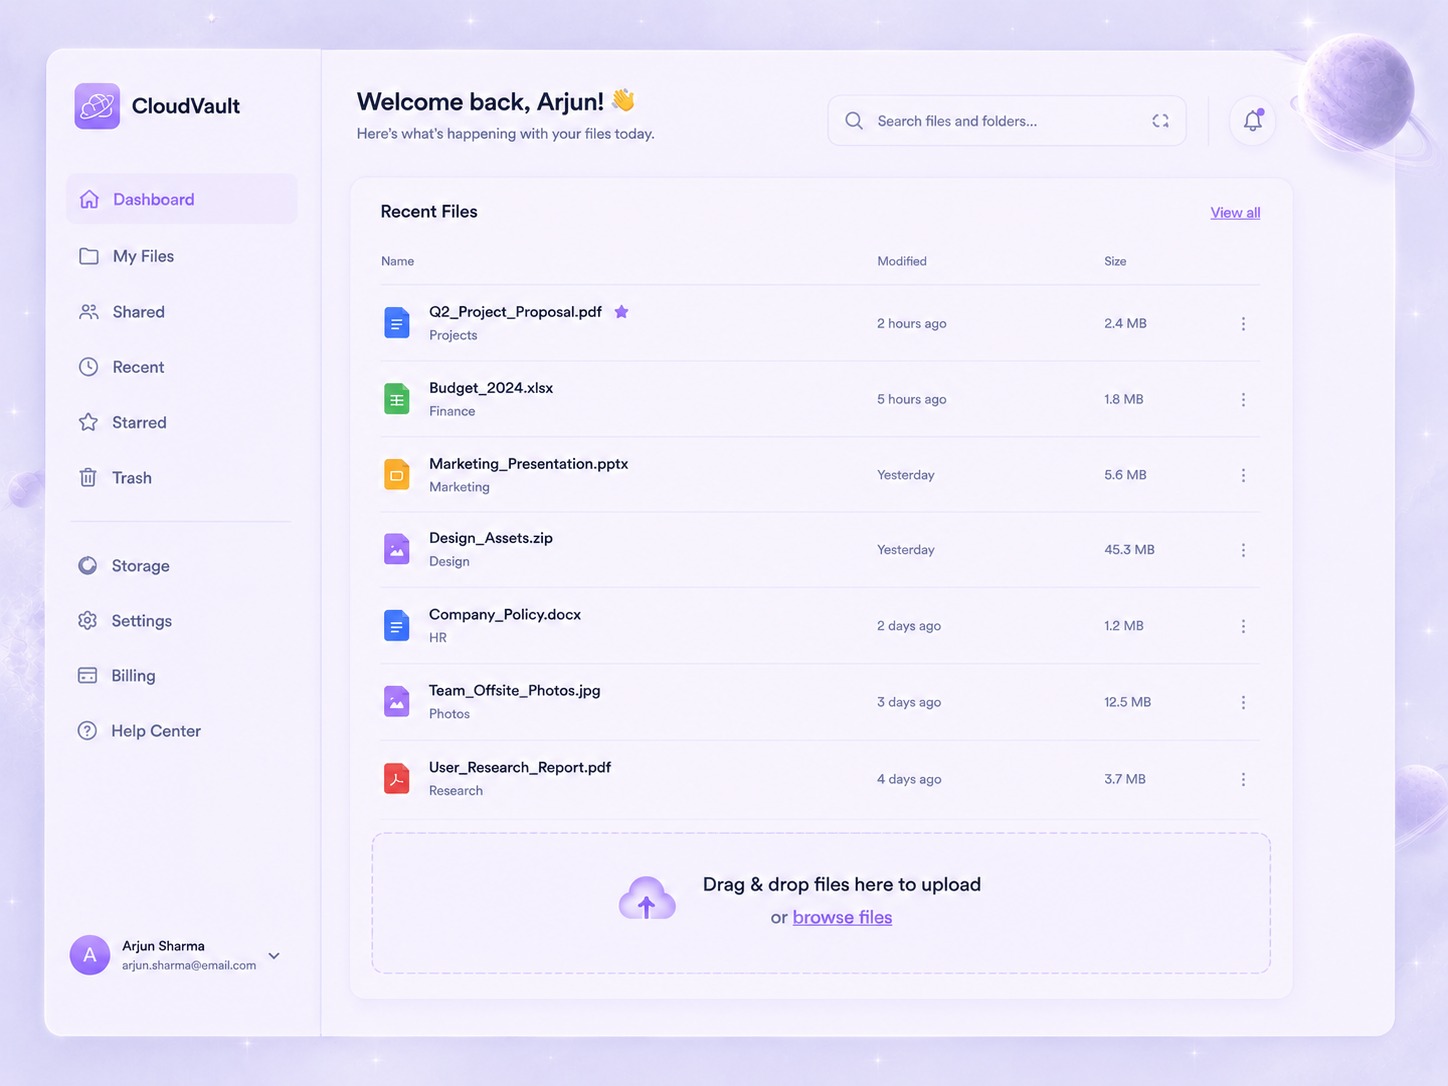 CloudVault
Dashboard
My Files
Shared
Recent
Starred
Trash
Storage
Settings
Billing
Help Center
A
Arjun Sharma
arjun.sharma@email.com
Welcome back, Arjun! 👋
Here's what's happening with your files today.
Search files and folders...
Recent Files
View all
Name Modified Size
Q2_Project_Proposal.pdf
Projects
2 hours ago
2.4 MB
Budget_2024.xlsx
Finance
5 hours ago
1.8 MB
Marketing_Presentation.pptx
Marketing
Yesterday
5.6 MB
Design_Assets.zip
Design
Yesterday
45.3 MB
Company_Policy.docx
HR
2 days ago
1.2 MB
Team_Offsite_Photos.jpg
Photos
3 days ago
12.5 MB
User_Research_Report.pdf
Research
4 days ago
3.7 MB
Drag & drop files here to upload
or browse files